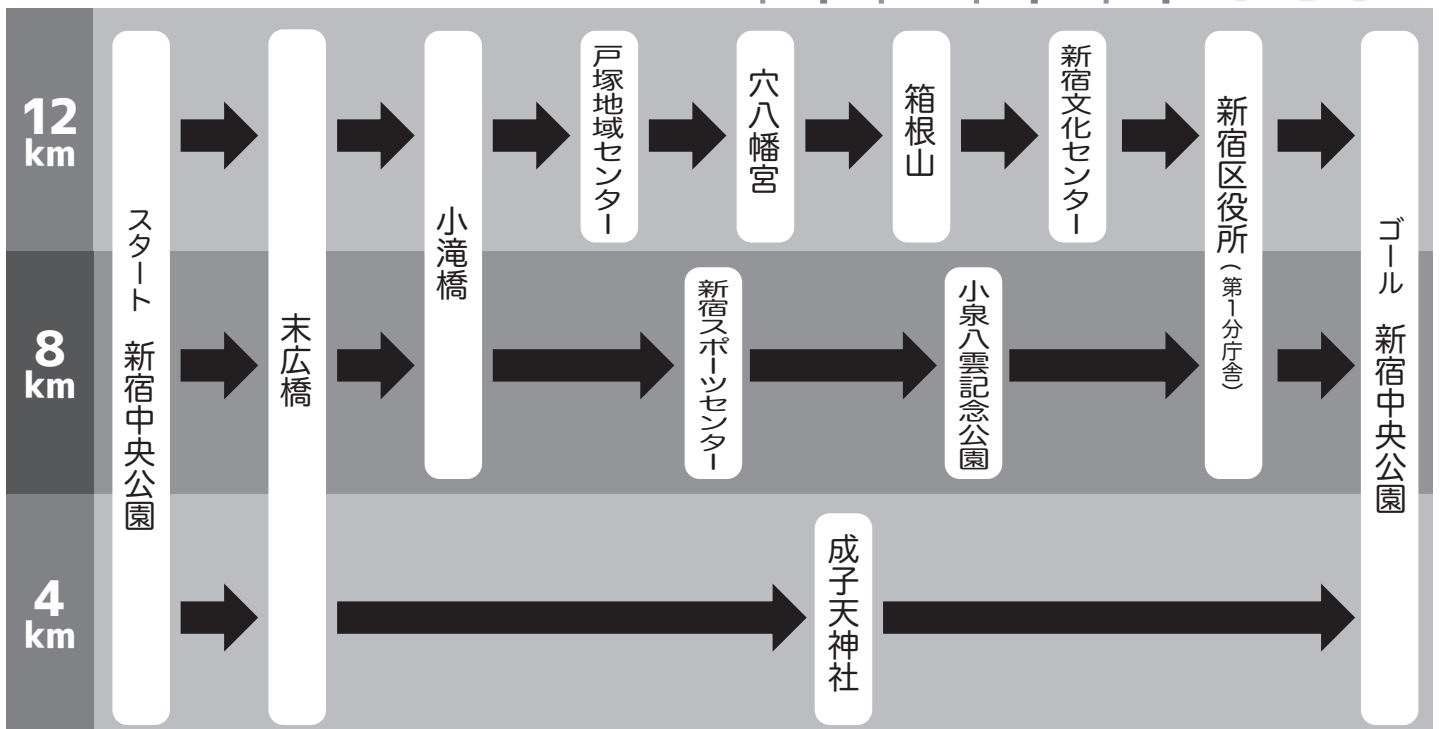 12
km
スタート 新宿中央公園
末広橋
小滝橋
戸塚地域センター
穴八幡宮
箱根山
新宿文化センター
新宿区役所(第1分庁舎)
ゴール 新宿中央公園
8
km
新宿スポーツセンター
小泉八雲記念公園
4
km
成子天神社